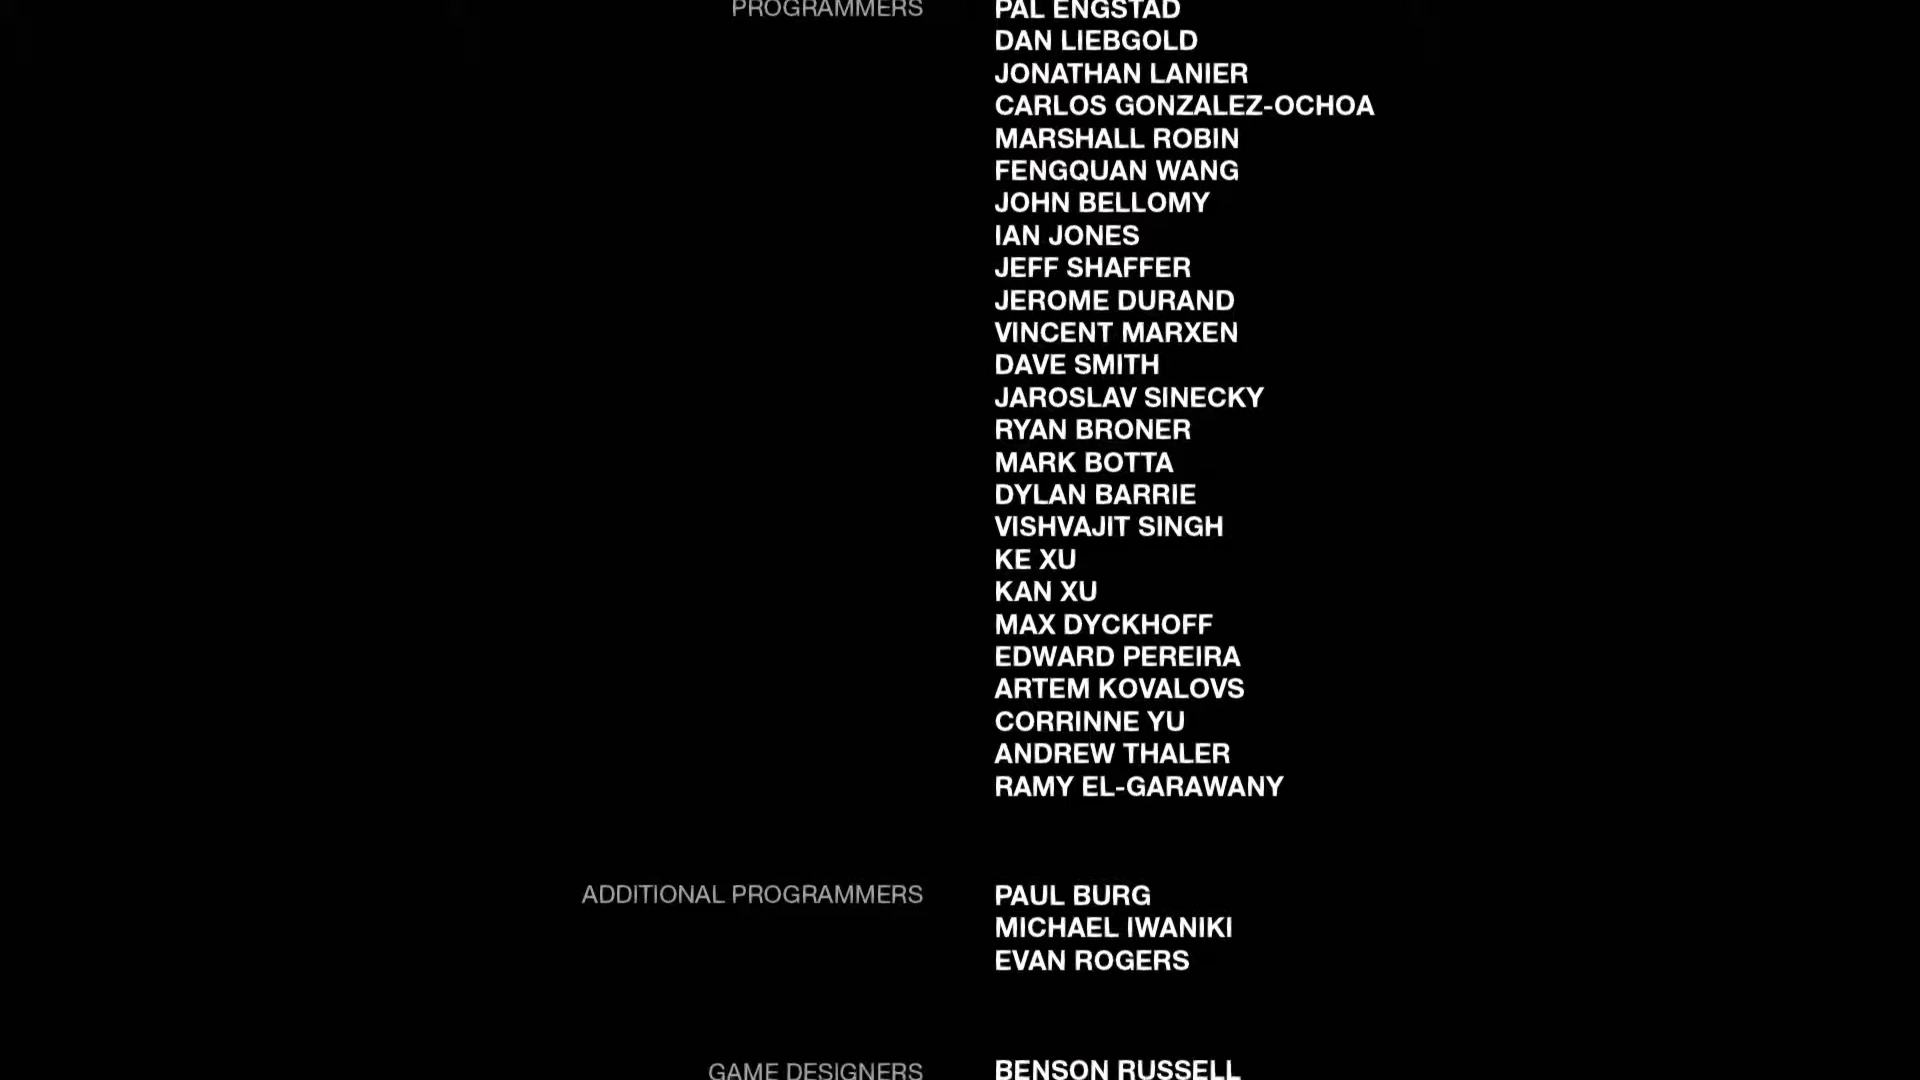 PROGRAMMERS PAL ENGSTAD
DAN LIEBGOLD
JONATHAN LANIER
CARLOS GONZALEZ-OCHOA
MARSHALL ROBIN
FENGQUAN WANG
JOHN BELLOMY
IAN JONES
JEFF SHAFFER
JEROME DURAND
VINCENT MARXEN
DAVE SMITH
JAROSLAV SINECKY
RYAN BRONER
MARK BOTTA
DYLAN BARRIE
VISHVAJIT SINGH
KE XU
KAN XU
MAX DYCKHOFF
EDWARD PEREIRA
ARTEM KOVALOVS
CORRINNE YU
ANDREW THALER
RAMY EL-GARAWANY
ADDITIONAL PROGRAMMERS PAUL BURG
MICHAEL IWANIKI
EVAN ROGERS
GAME DESIGNERS BENSON RUSSELL